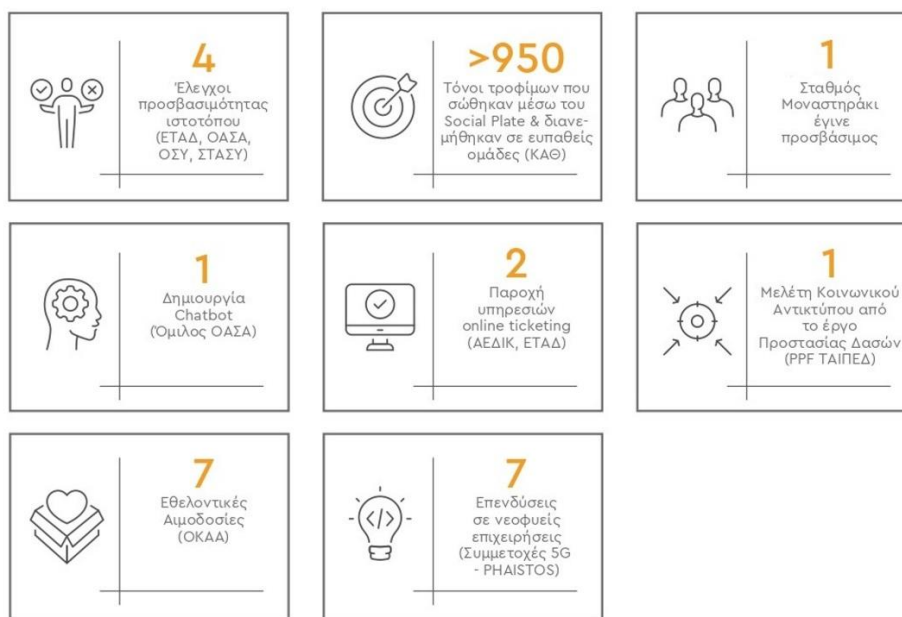 4
Έλεγχοι
προσβασιμότητας
ιστοτόπου
(ΕΤΑΔ, ΟΑΣΑ,
ΟΣΥ, ΣΤΑΣΥ)
>950
Τόνοι τροφίμων που
σώθηκαν μέσω του
Social Plate & διανε-
μήθηκαν σε ευπαθείς
ομάδες (ΚΑΘ)
1
Σταθμός
Μοναστηράκι
έγινε
προσβάσιμος
1
Δημιουργία
Chatbot
(Όμιλος ΟΑΣΑ)
2
Παροχή
υπηρεσιών
online ticketing
(ΑΕΔΙΚ, ΕΤΑΔ)
1
Μελέτη Κοινωνικού
Αντικτύπου από
το έργο
Προστασίας Δασών
(PPF ΤΑΙΠΕΔ)
7
Εθελοντικές
Αιμοδοσίες
(ΟΚΑΑ)
7
Επενδύσεις
σε νεοφυείς
επιχειρήσεις
(Συμμετοχές 5G
- PHAISTOS)